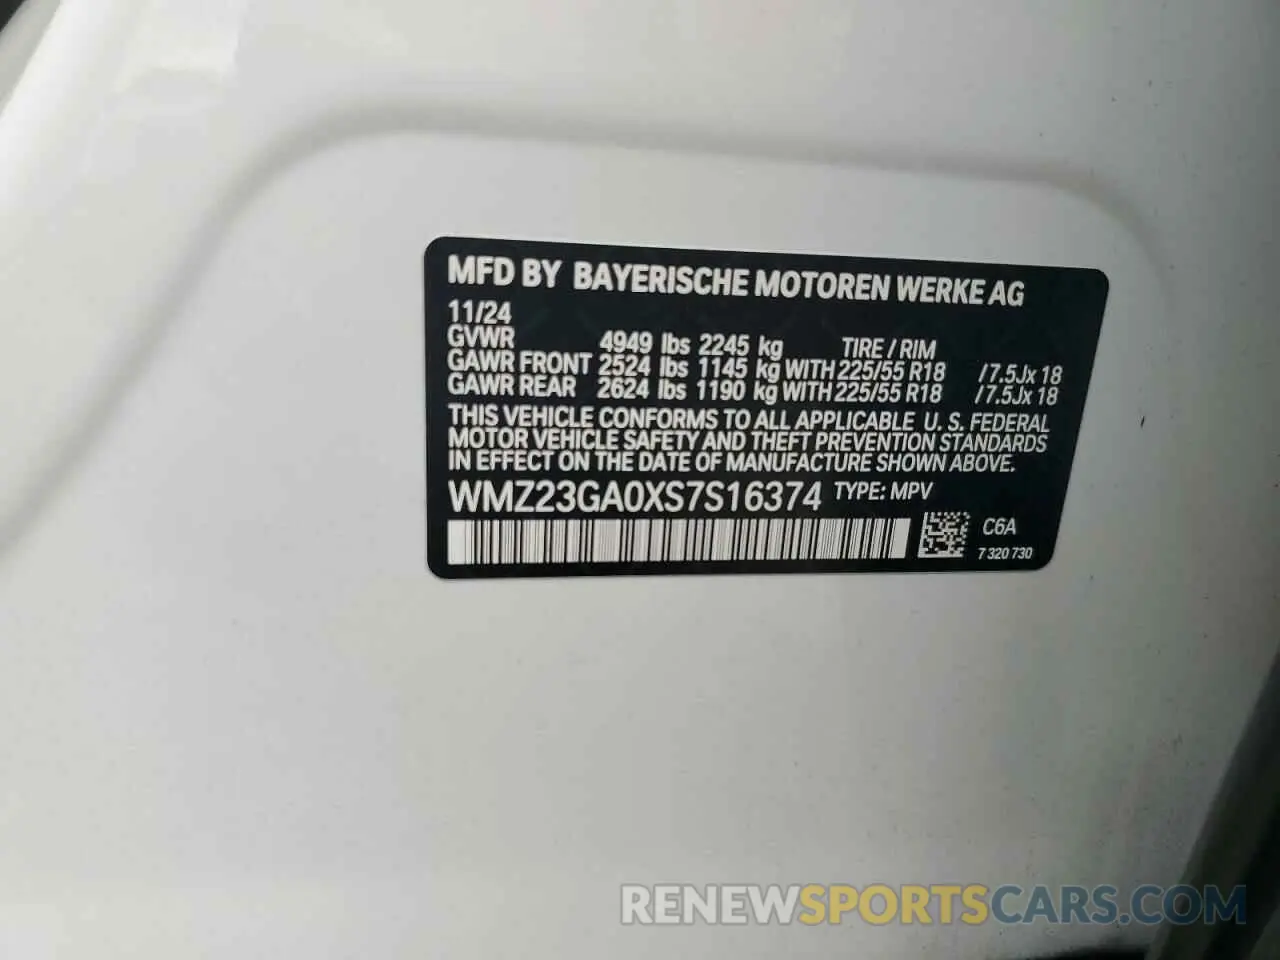 MFD BY BAYERISCHE MOTOREN WERKE AG
11/24
GVWR 4949 lbs 2245 kg TIRE / RIM
GAWR FRONT 2524 lbs 1145 kg WITH 225/55 R18 / 7.5Jx 18
GAWR REAR 2624 lbs 1190 kg WITH 225/55 R18 / 7.5Jx 18
THIS VEHICLE CONFORMS TO ALL APPLICABLE U. S. FEDERAL
MOTOR VEHICLE SAFETY AND THEFT PREVENTION STANDARDS
IN EFFECT ON THE DATE OF MANUFACTURE SHOWN ABOVE.
WMZ23GA0XS7S16374 TYPE: MPV
C6A
7 320 730
RENEWSPORTSCARS.COM